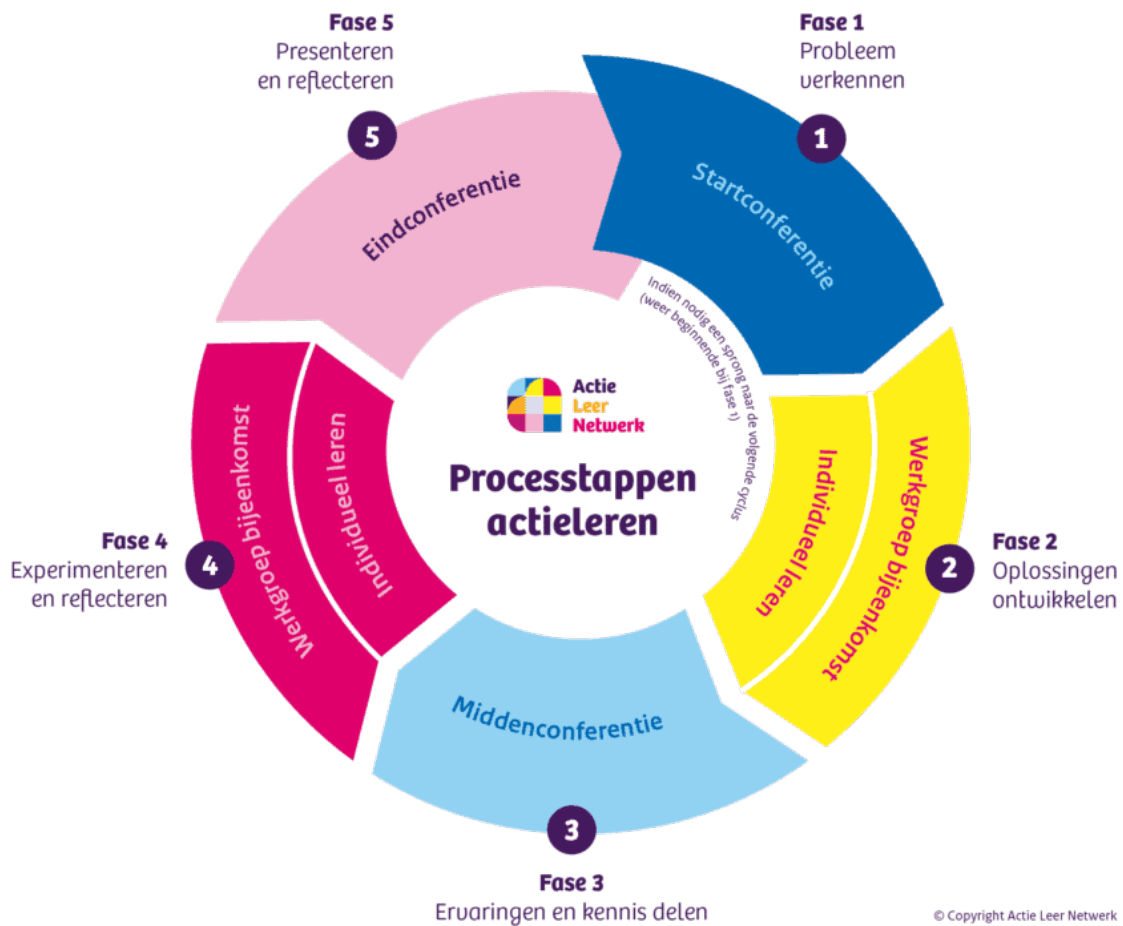 Fase 5
Presenteren
en reflecteren
5
Fase 1
Probleem
verkennen
1
Eindconferentie
Startconferentie
Indien nodig een sprong naar de volgende cyclus
(weer beginnende bij fase 1)
Actie
Leer
Netwerk
Processtappen
actieleren
Werkgroep bijeenkomst
Individueel leren
Individueel leren
Werkgroep bijeenkomst
Fase 4
Experimenteren
en reflecteren
4
2
Fase 2
Oplossingen
ontwikkelen
Middenconferentie
3
Fase 3
Ervaringen en kennis delen
© Copyright Actie Leer Netwerk